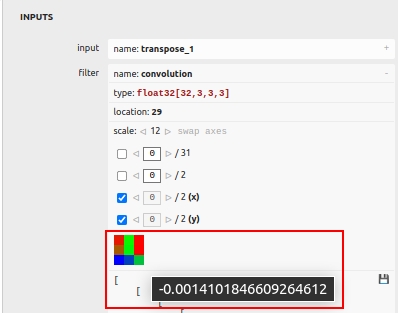 INPUTS
input name: transpose_1 +
filter name: convolution -
type: float32[32,3,3,3]
location: 29
scale: ◁ 12 ▷ swap axes
◁ 0 ▷ / 31
◁ 0 ▷ / 2
◁ 0 ▷ / 2 (x)
◁ 0 ▷ / 2 (y)
[
[
-0.0014101846609264612